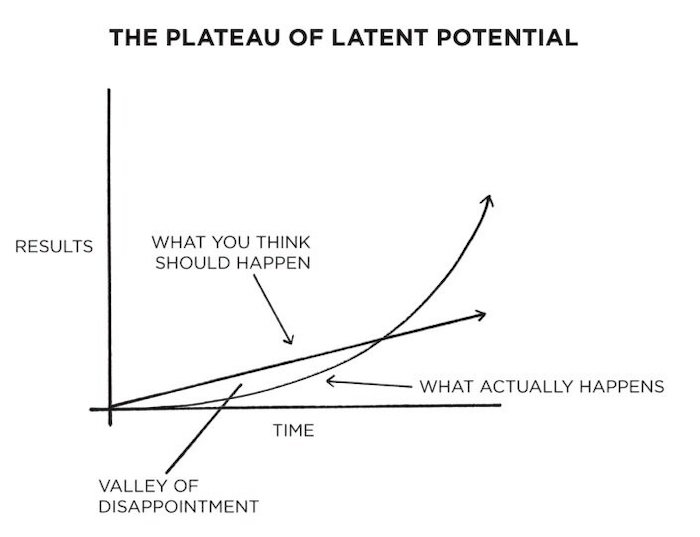 THE PLATEAU OF LATENT POTENTIAL
RESULTS
WHAT YOU THINK
SHOULD HAPPEN
WHAT ACTUALLY HAPPENS
TIME
VALLEY OF
DISAPPOINTMENT